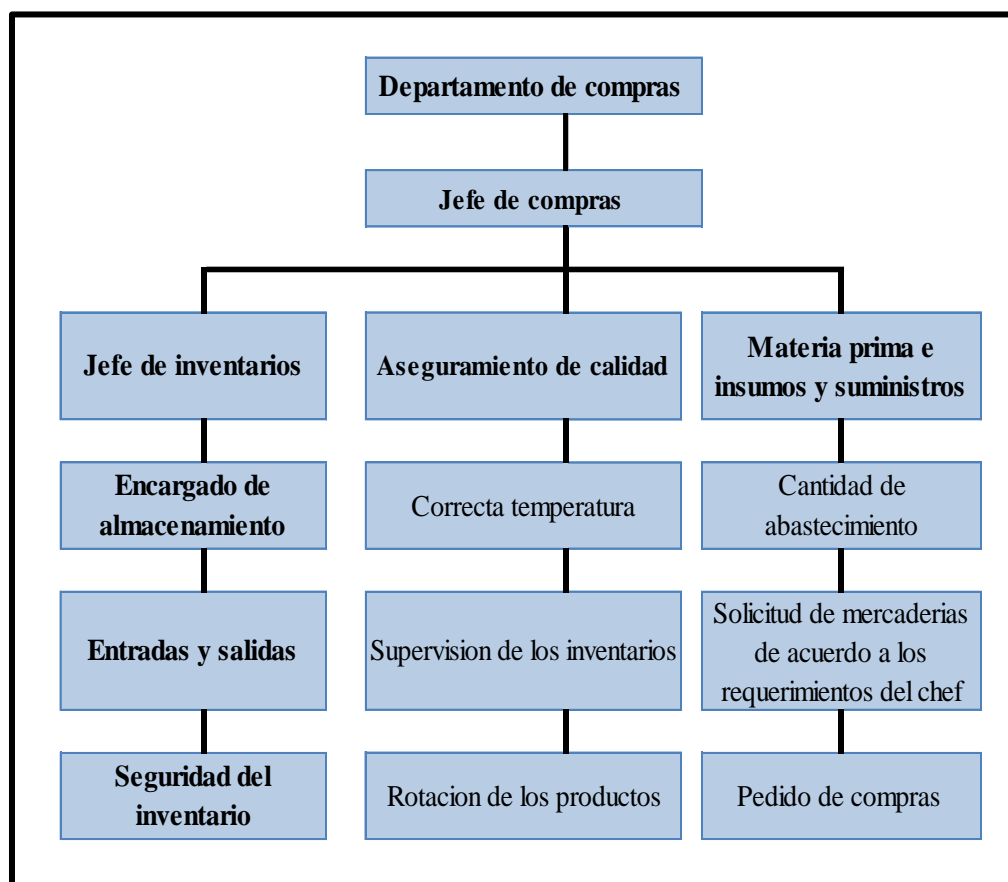 Departamento de compras
Jefe de compras
Jefe de inventarios
Aseguramiento de calidad
Materia prima e
insumos y suministros
Encargado de
almacenamiento
Correcta temperatura
Cantidad de
abastecimiento
Entradas y salidas
Supervision de los inventarios
Solicitud de mercaderias
de acuerdo a los
requerimientos del chef
Seguridad del
inventario
Rotacion de los productos
Pedido de compras